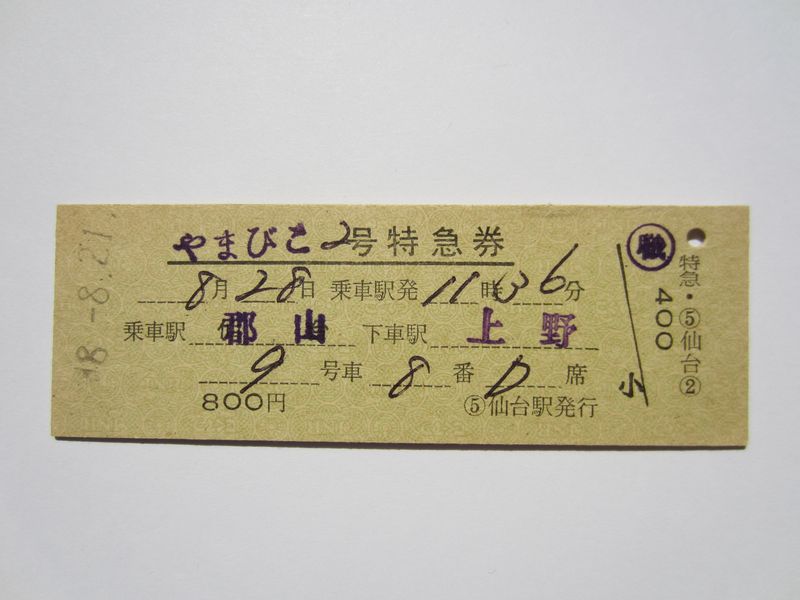 やまびこ2号特急券
8月28日 乗車駅発11時36分
乗車駅 郡山 下車駅 上野
9号車 8番 D席
800円 ⑤仙台駅発行
8.-8.21
小
400
特急・⑤仙台②